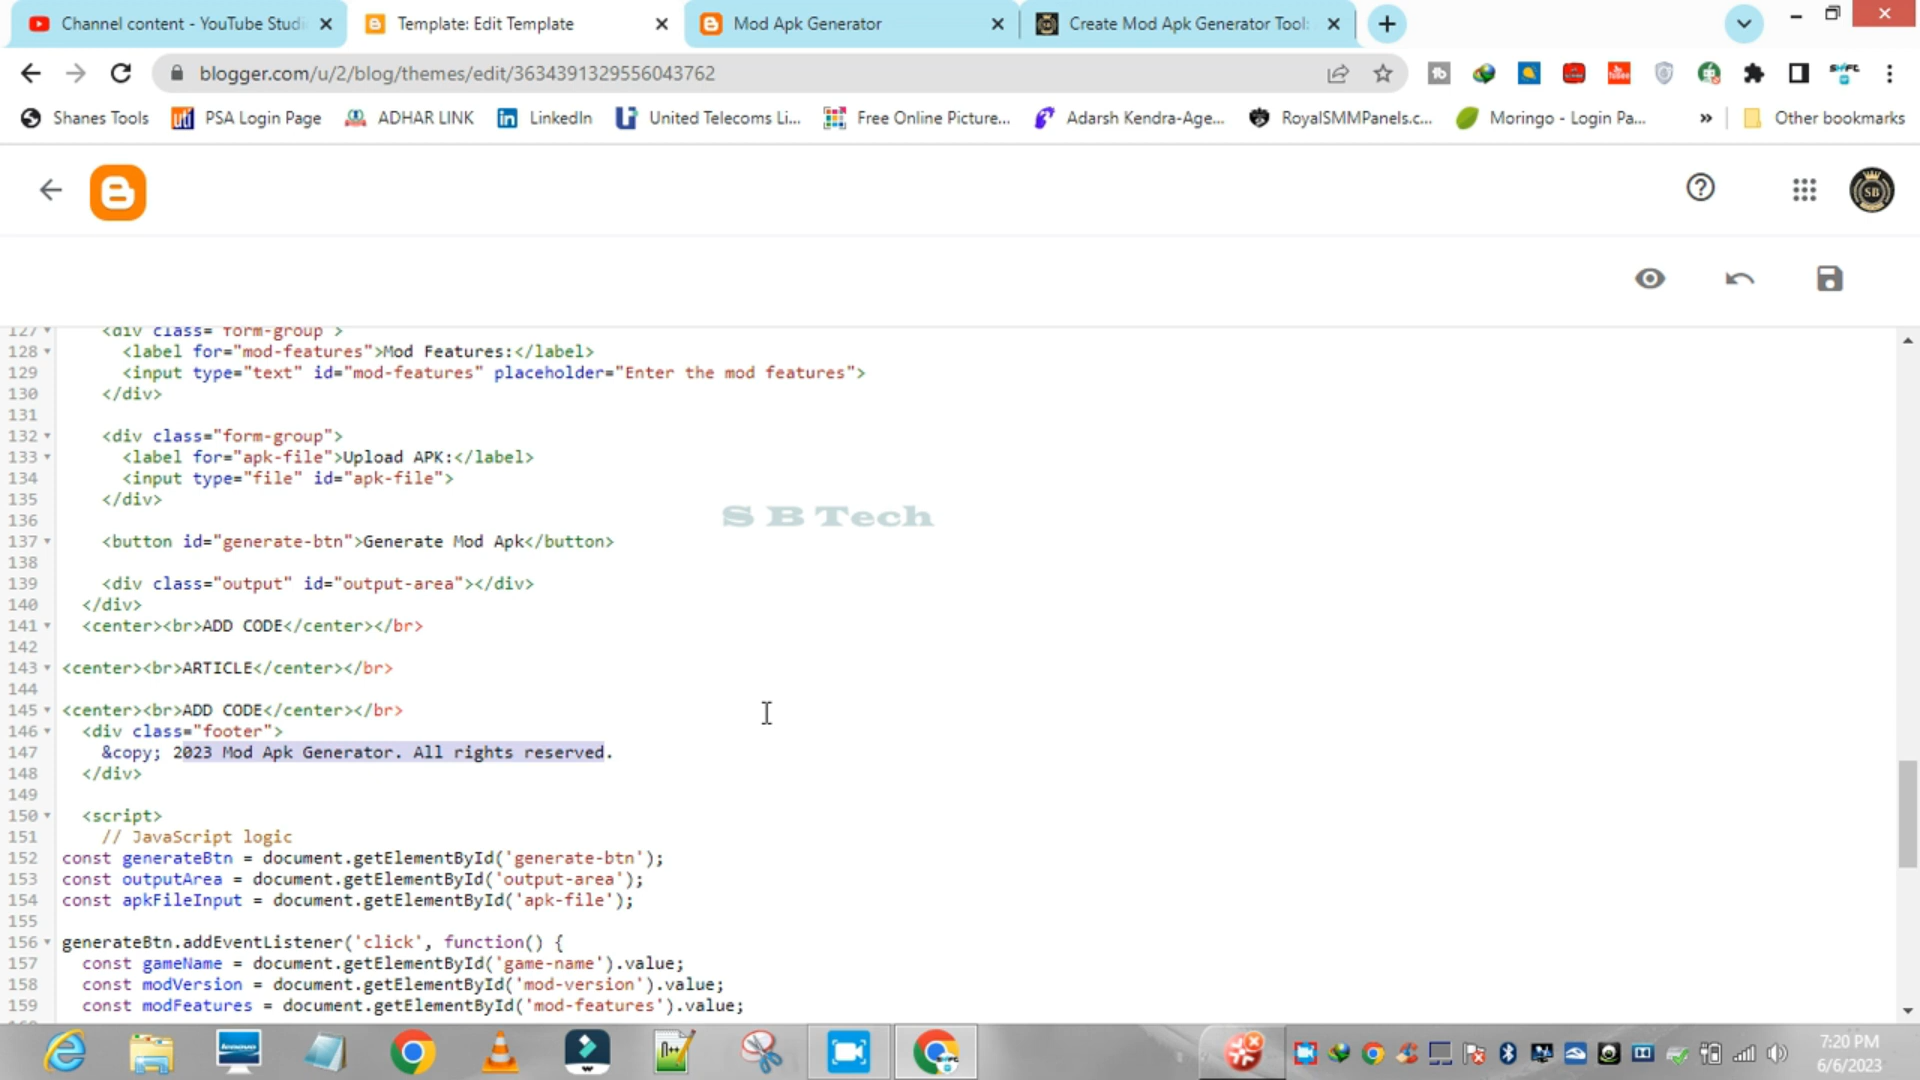 Channel content - YouTube Studi
Template: Edit Template
Mod Apk Generator
Create Mod Apk Generator Tool:
blogger.com/u/2/blog/themes/edit/3634391329556043762
Shanes Tools
PSA Login Page
ADHAR LINK
LinkedIn
United Telecoms Li...
Free Online Picture...
Adarsh Kendra-Age...
RoyalSMMPanels.c...
Moringo - Login Pa...
Other bookmarks
127 <div class="form-group">
128 <label for="mod-features">Mod Features:</label>
129 <input type="text" id="mod-features" placeholder="Enter the mod features">
130 </div>
131
132 <div class="form-group">
133 <label for="apk-file">Upload APK:</label>
134 <input type="file" id="apk-file">
135 </div>
136
S B Tech
137 <button id="generate-btn">Generate Mod Apk</button>
138
139 <div class="output" id="output-area"></div>
140 </div>
141 <center><br>ADD CODE</center></br>
142
143 <center><br>ARTICLE</center></br>
144
145 <center><br>ADD CODE</center></br>
146 <div class="footer">
147 &copy; 2023 Mod Apk Generator. All rights reserved.
148 </div>
149
150 <script>
151 // JavaScript logic
152 const generateBtn = document.getElementById('generate-btn');
153 const outputArea = document.getElementById('output-area');
154 const apkFileInput = document.getElementById('apk-file');
155
156 generateBtn.addEventListener('click', function() {
157 const gameName = document.getElementById('game-name').value;
158 const modVersion = document.getElementById('mod-version').value;
159 const modFeatures = document.getElementById('mod-features').value;
7:20 PM
6/6/2023